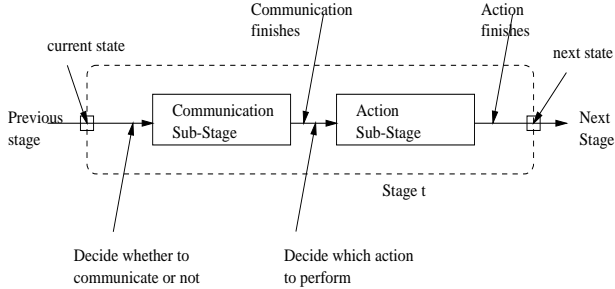 Communication
finishes
Action
finishes
current state
next state
Previous
stage
Communication
Sub-Stage
Action
Sub-Stage
Next
Stage
Stage t
Decide whether to
communicate or not
Decide which action
to perform